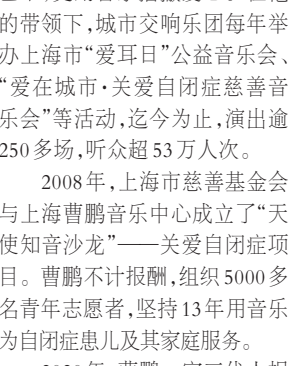 的带领下,城市交响乐团每年举
办上海市“爱耳日”公益音乐会、
“爱在城市·关爱自闭症慈善音
乐会”等活动,迄今为止,演出逾
250多场,听众超53万人次。
2008年,上海市慈善基金会
与上海曹鹏音乐中心成立了“天
使知音沙龙”——关爱自闭症项
目。曹鹏不计报酬,组织5000多
名青年志愿者,坚持13年用音乐
为自闭症患儿及其家庭服务。